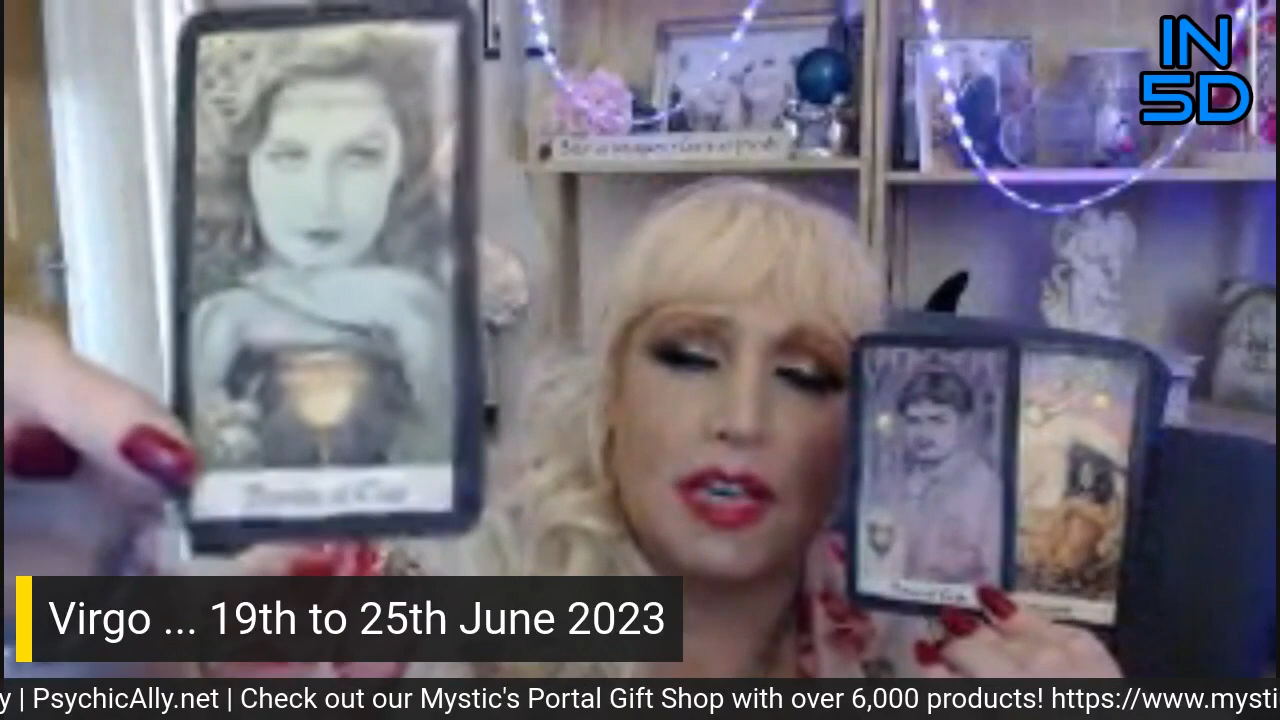 IN
5D
Virgo ... 19th to 25th June 2023
y | PsychicAlly.net | Check out our Mystic's Portal Gift Shop with over 6,000 products! https://www.mysti